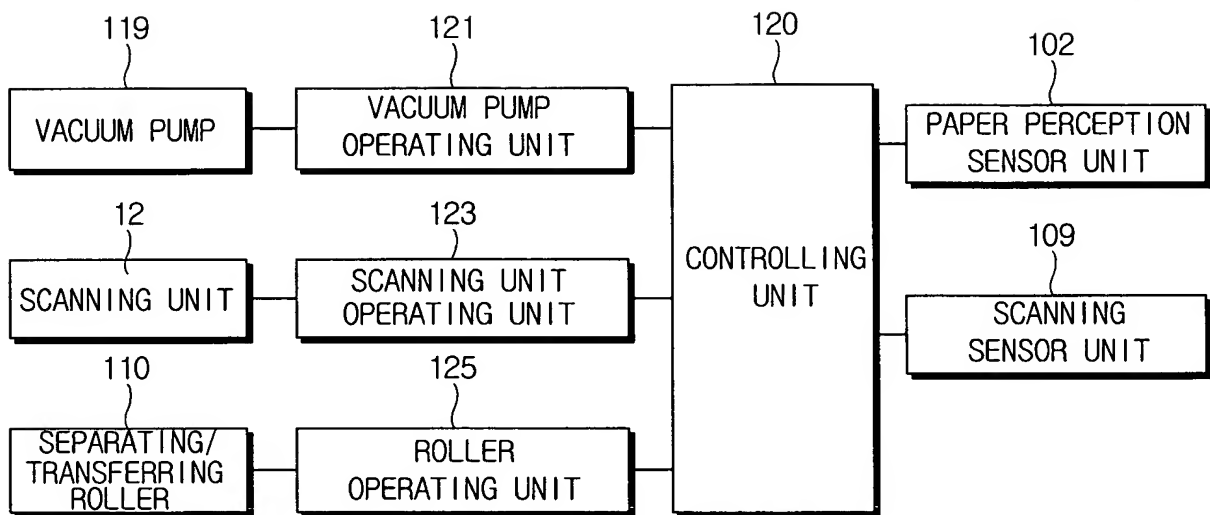 119
121
120
102
VACUUM PUMP
VACUUM PUMP
OPERATING UNIT
PAPER PERCEPTION
SENSOR UNIT
12
123
CONTROLLING
UNIT
109
SCANNING UNIT
SCANNING UNIT
OPERATING UNIT
SCANNING
SENSOR UNIT
110
125
SEPARATING/
TRANSFERRING
ROLLER
ROLLER
OPERATING UNIT